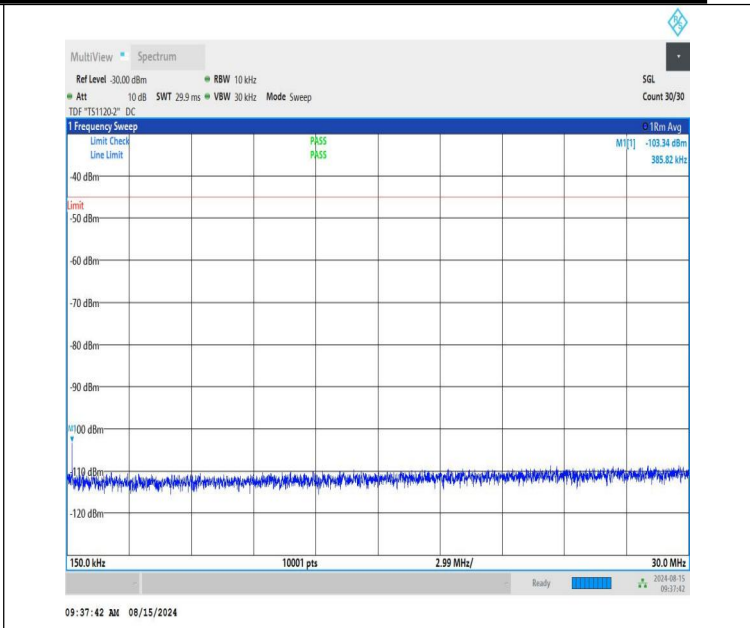 MultiView Spectrum
Ref Level -30.00 dBm RBW 10 kHz SGL
Att 10 dB SWT 29.9 ms VBW 30 kHz Mode Sweep Count 30/30
TDF "TS1120-2" DC
1 Frequency Sweep 1Rm Avg
Limit Check PASS M1[1] -103.34 dBm
Line Limit PASS 385.82 kHz
-40 dBm
Limit
-50 dBm
-60 dBm
-70 dBm
-80 dBm
-90 dBm
M1
-100 dBm
-110 dBm
-120 dBm
150.0 kHz 10001 pts 2.99 MHz/ 30.0 MHz
Ready 2024-08-15
09:37:42
09:37:42 AM 08/15/2024